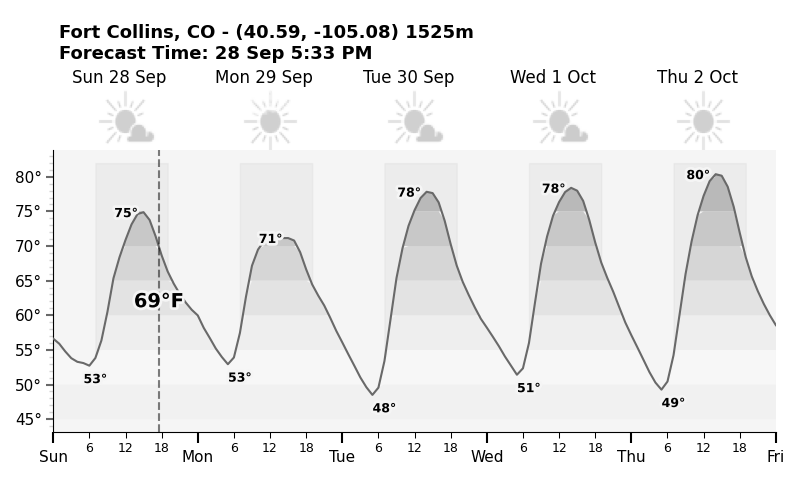 Fort Collins, CO - (40.59, -105.08) 1525m
Forecast Time: 28 Sep 5:33 PM
Sun 28 Sep Mon 29 Sep Tue 30 Sep Wed 1 Oct Thu 2 Oct
80°
75°
70°
65°
60°
55°
50°
45°
75° 71° 78° 78° 80°
69°F
53° 53° 48° 51° 49°
6 12 18 6 12 18 6 12 18 6 12 18 6 12 18
Sun Mon Tue Wed Thu Fri